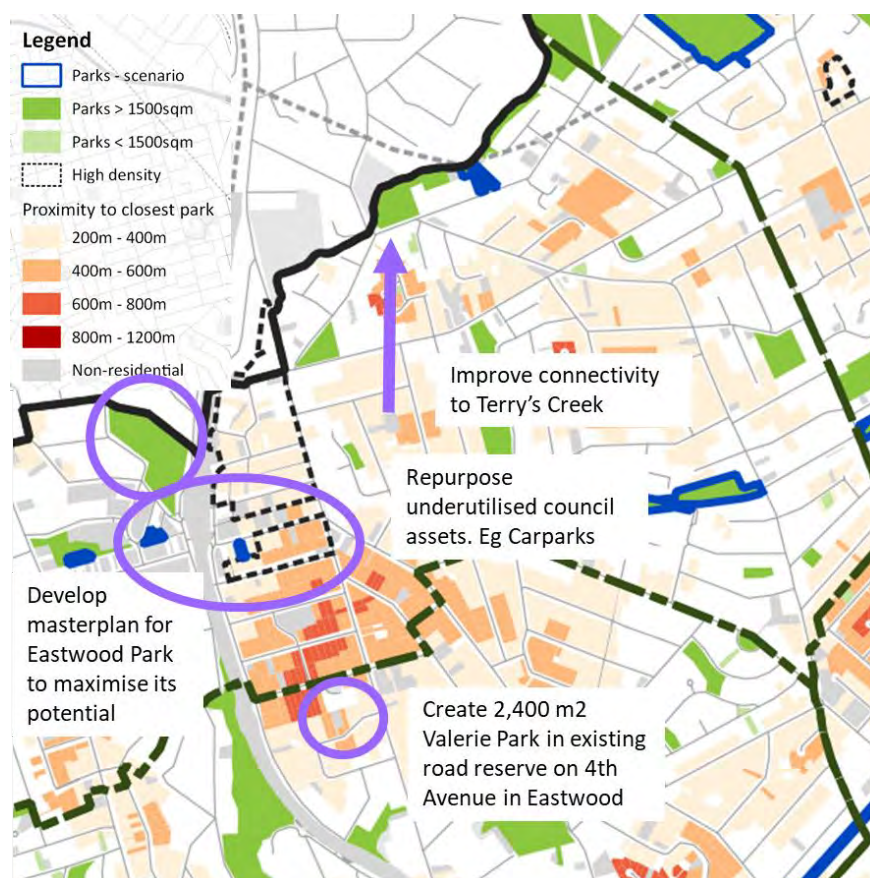 Legend
Parks - scenario
Parks > 1500sqm
Parks < 1500sqm
High density
Proximity to closest park
200m - 400m
400m - 600m
600m - 800m
800m - 1200m
Non-residential
Improve connectivity
to Terry's Creek
Repurpose
underutilised council
assets. Eg Carparks
Develop
masterplan for
Eastwood Park
to maximise its
potential
Create 2,400 m2
Valerie Park in existing
road reserve on 4th
Avenue in Eastwood